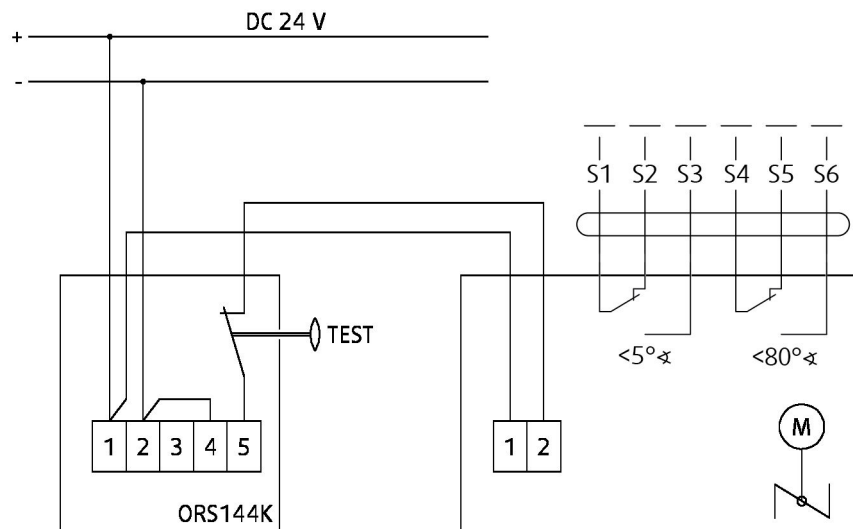 DC 24 V
+
-
S1 S2 S3 S4 S5 S6
TEST
<5°∢ <80°∢
1 2 3 4 5
1 2
M
ORS144K